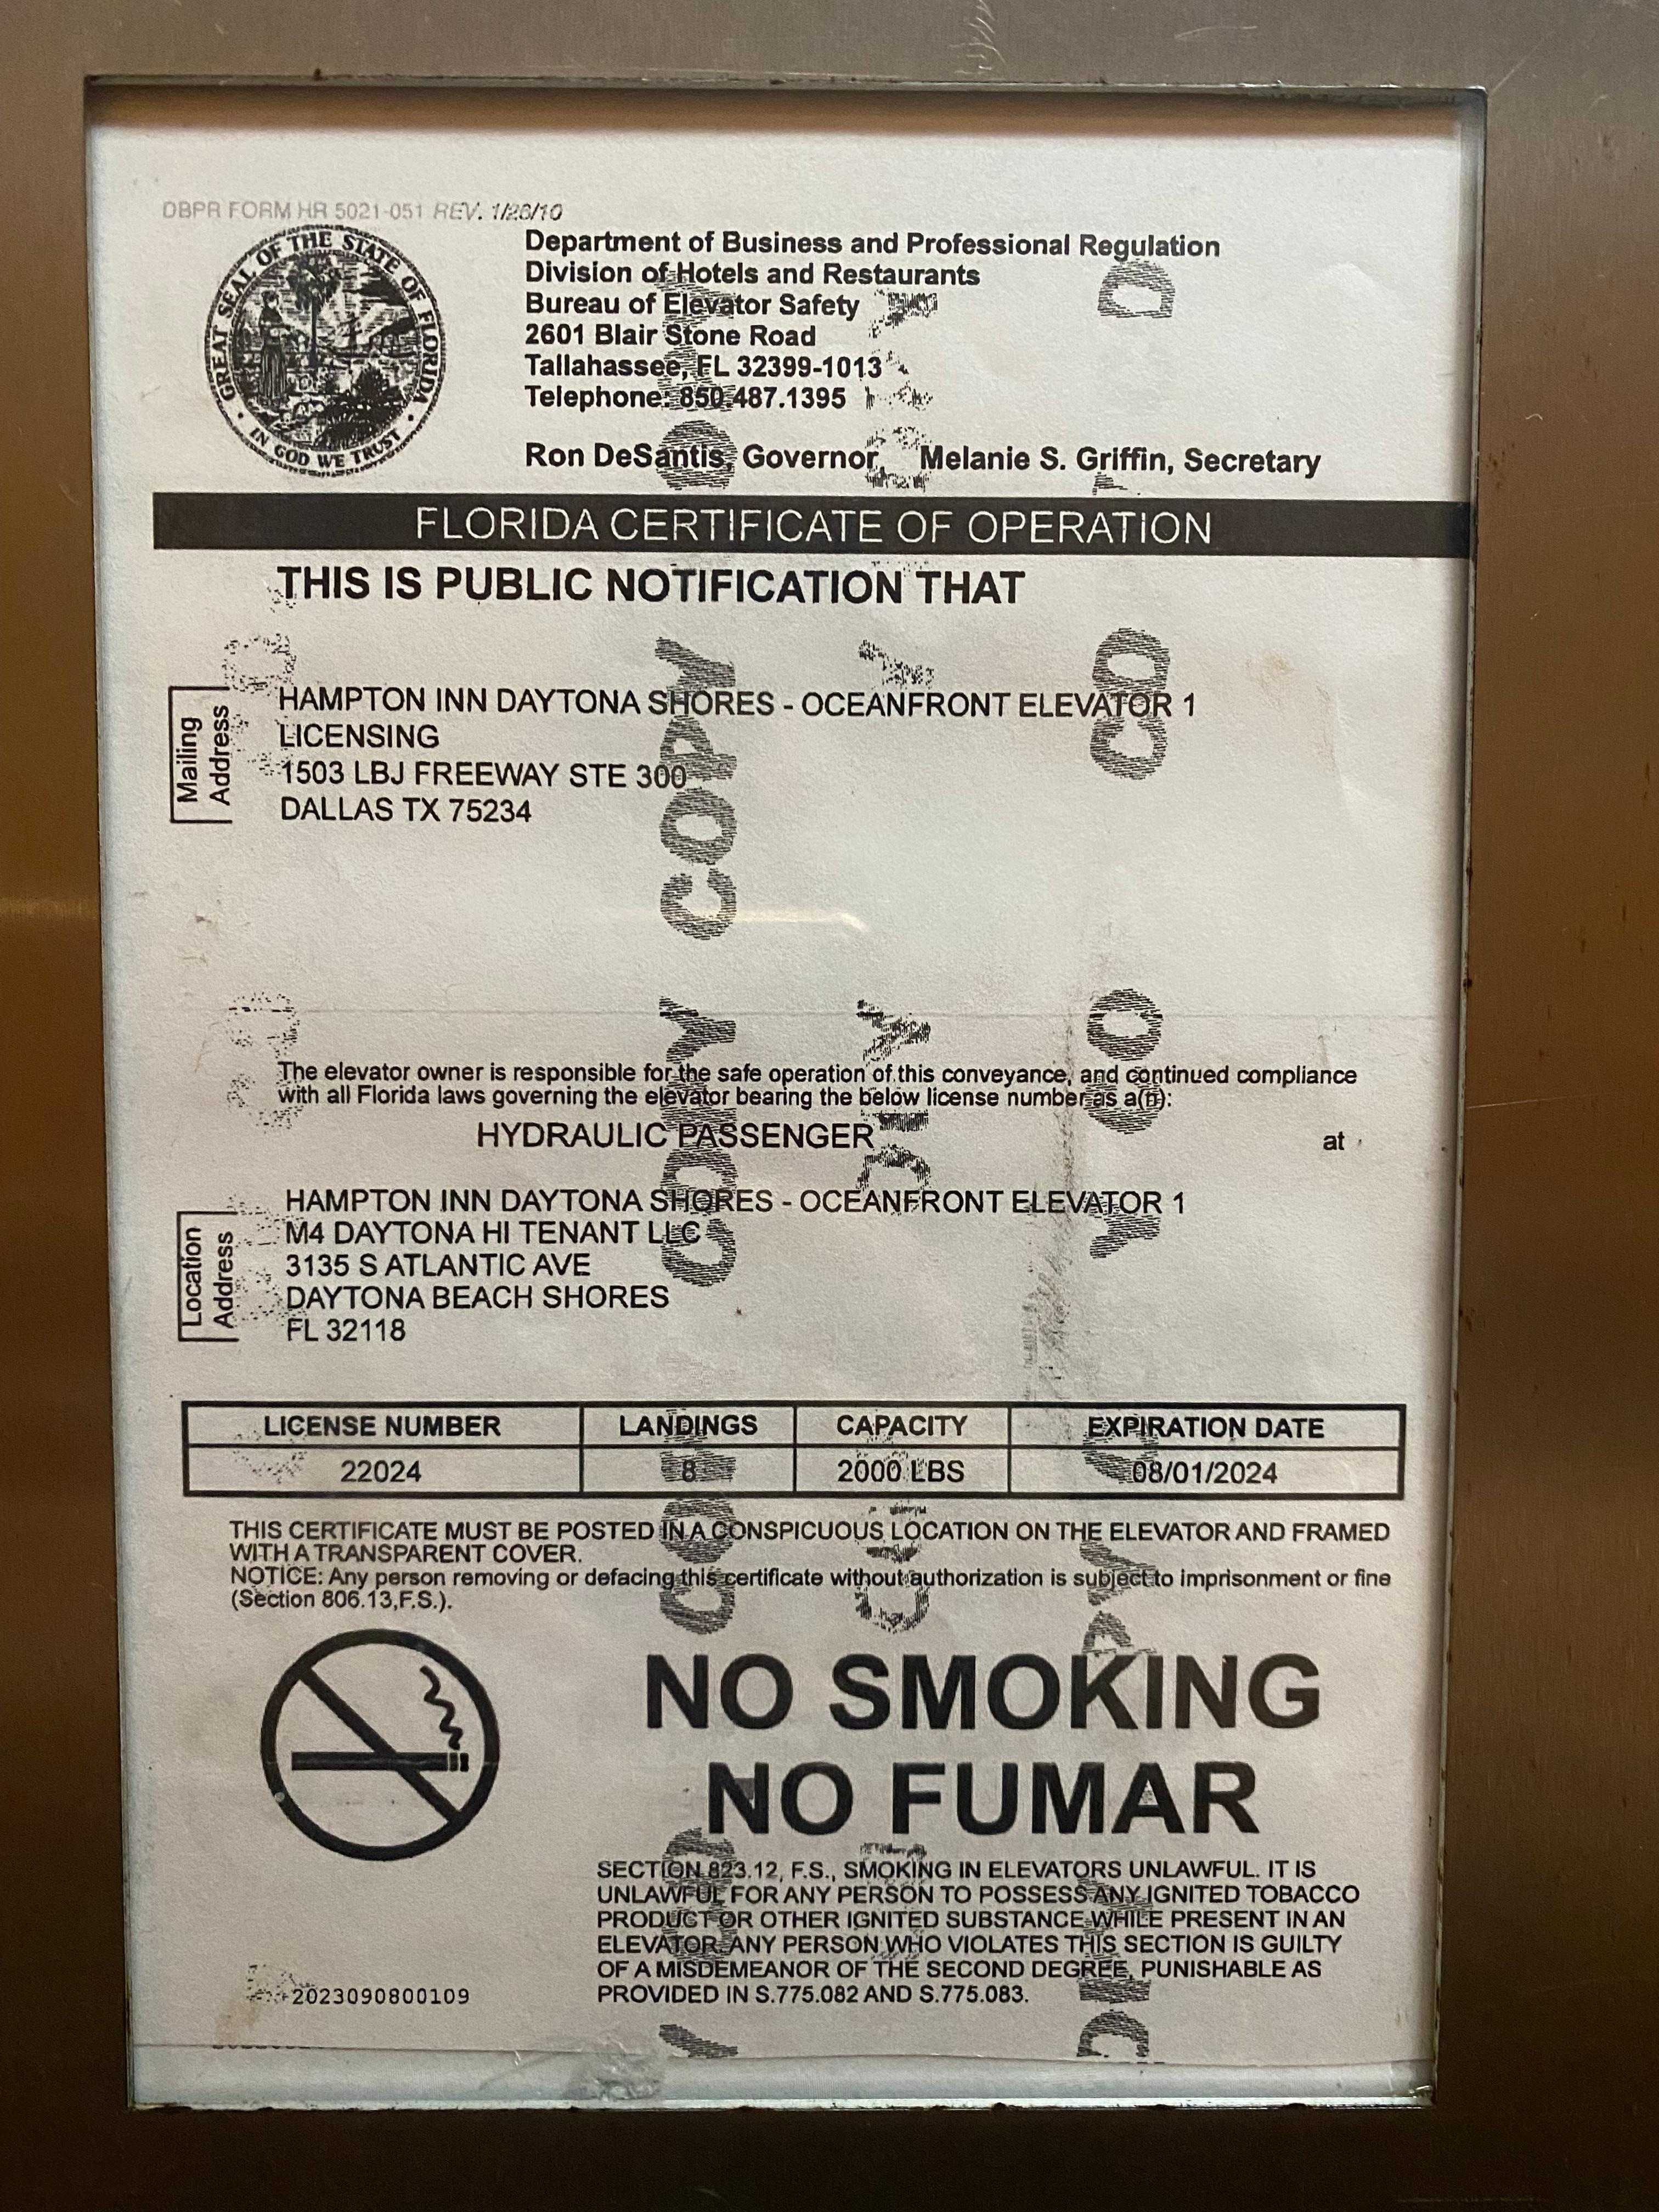 DBPR FORM HR 5021-051 REV. 1/26/10
GREAT SEAL OF THE STATE OF FLORIDA
IN GOD WE TRUST
Department of Business and Professional Regulation
Division of Hotels and Restaurants
Bureau of Elevator Safety
2601 Blair Stone Road
Tallahassee, FL 32399-1013
Telephone: 850.487.1395
Ron DeSantis, Governor Melanie S. Griffin, Secretary
FLORIDA CERTIFICATE OF OPERATION
THIS IS PUBLIC NOTIFICATION THAT
Mailing
Address
HAMPTON INN DAYTONA SHORES - OCEANFRONT ELEVATOR 1
LICENSING
1503 LBJ FREEWAY STE 300
DALLAS TX 75234
COPY
The elevator owner is responsible for the safe operation of this conveyance, and continued compliance
with all Florida laws governing the elevator bearing the below license number as a(n):
HYDRAULIC PASSENGER at
COPY
Location
Address
HAMPTON INN DAYTONA SHORES - OCEANFRONT ELEVATOR 1
M4 DAYTONA HI TENANT LLC
3135 S ATLANTIC AVE
DAYTONA BEACH SHORES
FL 32118
LICENSE NUMBER LANDINGS CAPACITY EXPIRATION DATE
22024 8 2000 LBS 08/01/2024
THIS CERTIFICATE MUST BE POSTED IN A CONSPICUOUS LOCATION ON THE ELEVATOR AND FRAMED
WITH A TRANSPARENT COVER.
NOTICE: Any person removing or defacing this certificate without authorization is subject to imprisonment or fine
(Section 806.13,F.S.).
NO SMOKING
NO FUMAR
SECTION 823.12, F.S., SMOKING IN ELEVATORS UNLAWFUL. IT IS
UNLAWFUL FOR ANY PERSON TO POSSESS ANY IGNITED TOBACCO
PRODUCT OR OTHER IGNITED SUBSTANCE WHILE PRESENT IN AN
ELEVATOR. ANY PERSON WHO VIOLATES THIS SECTION IS GUILTY
OF A MISDEMEANOR OF THE SECOND DEGREE, PUNISHABLE AS
PROVIDED IN S.775.082 AND S.775.083.
2023090800109